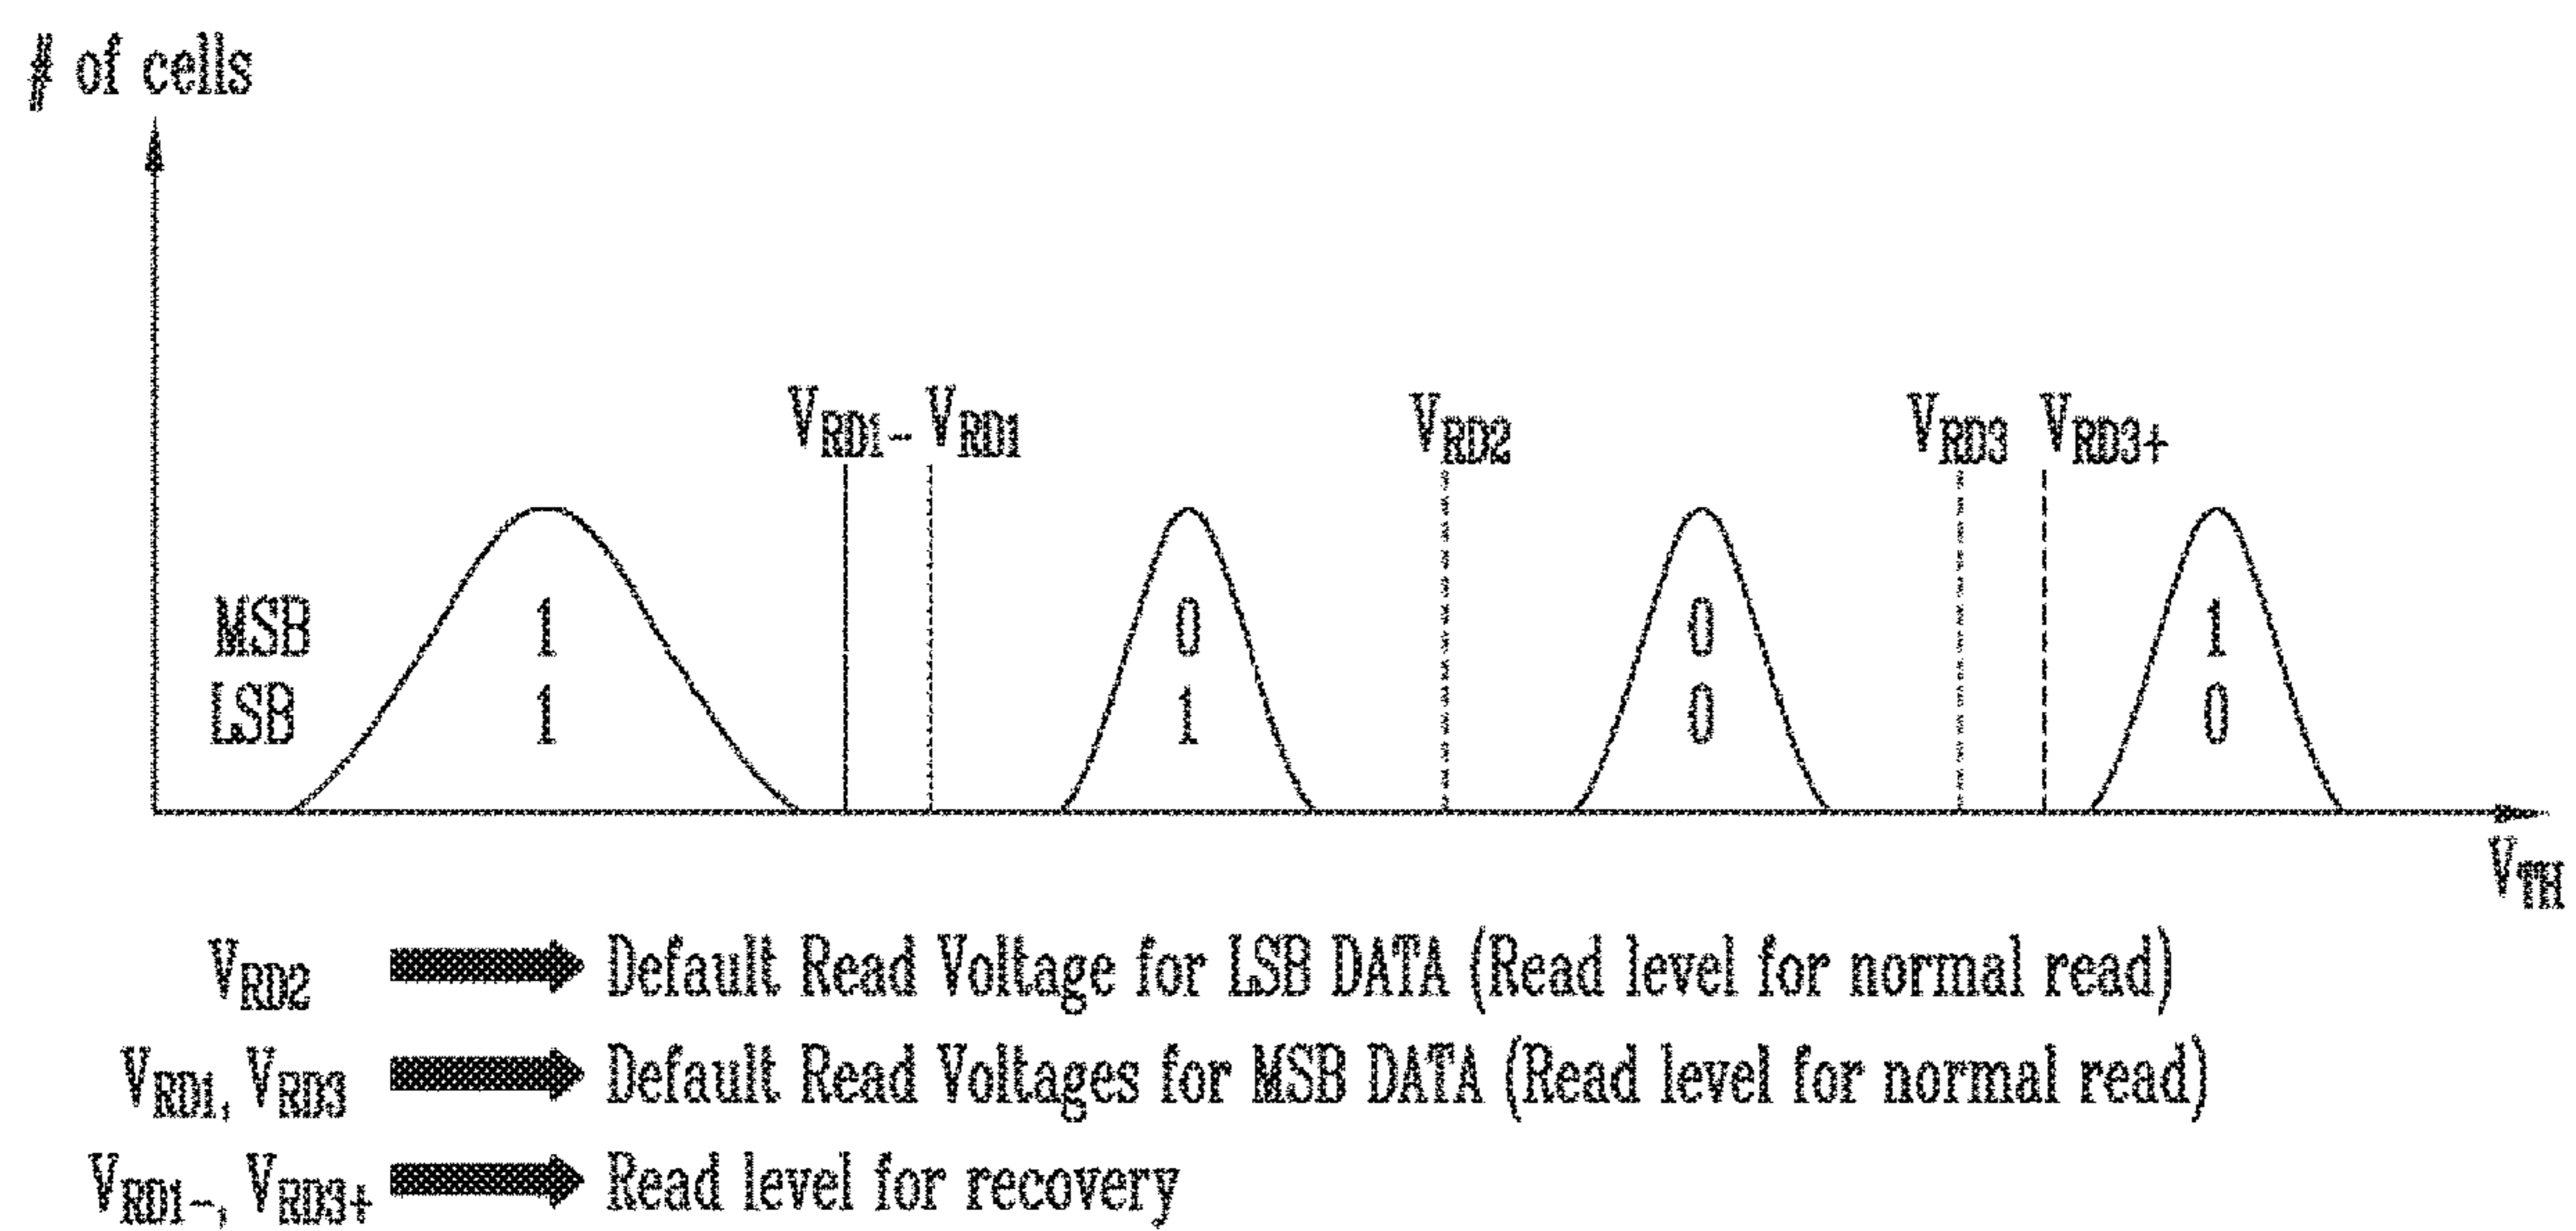 # of cells
VRD1- VRD1 VRD2 VRD3 VRD3+
MSB 1 0 0 1
LSB 1 1 0 0
VTH
VRD2 Default Read Voltage for LSB DATA (Read level for normal read)
VRD1, VRD3 Default Read Voltages for MSB DATA (Read level for normal read)
VRD1-, VRD3+ Read level for recovery